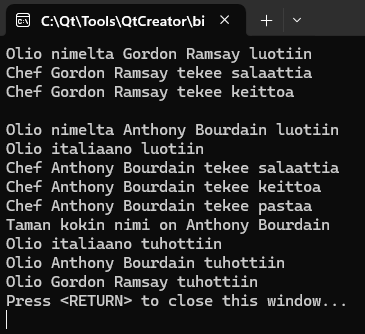 C:\Qt\Tools\QtCreator\bi
Olio nimelta Gordon Ramsay luotiin
Chef Gordon Ramsay tekee salaattia
Chef Gordon Ramsay tekee keittoa
Olio nimelta Anthony Bourdain luotiin
Olio italiaano luotiin
Chef Anthony Bourdain tekee salaattia
Chef Anthony Bourdain tekee keittoa
Chef Anthony Bourdain tekee pastaa
Taman kokin nimi on Anthony Bourdain
Olio italiaano tuhottiin
Olio Anthony Bourdain tuhottiin
Olio Gordon Ramsay tuhottiin
Press <RETURN> to close this window...